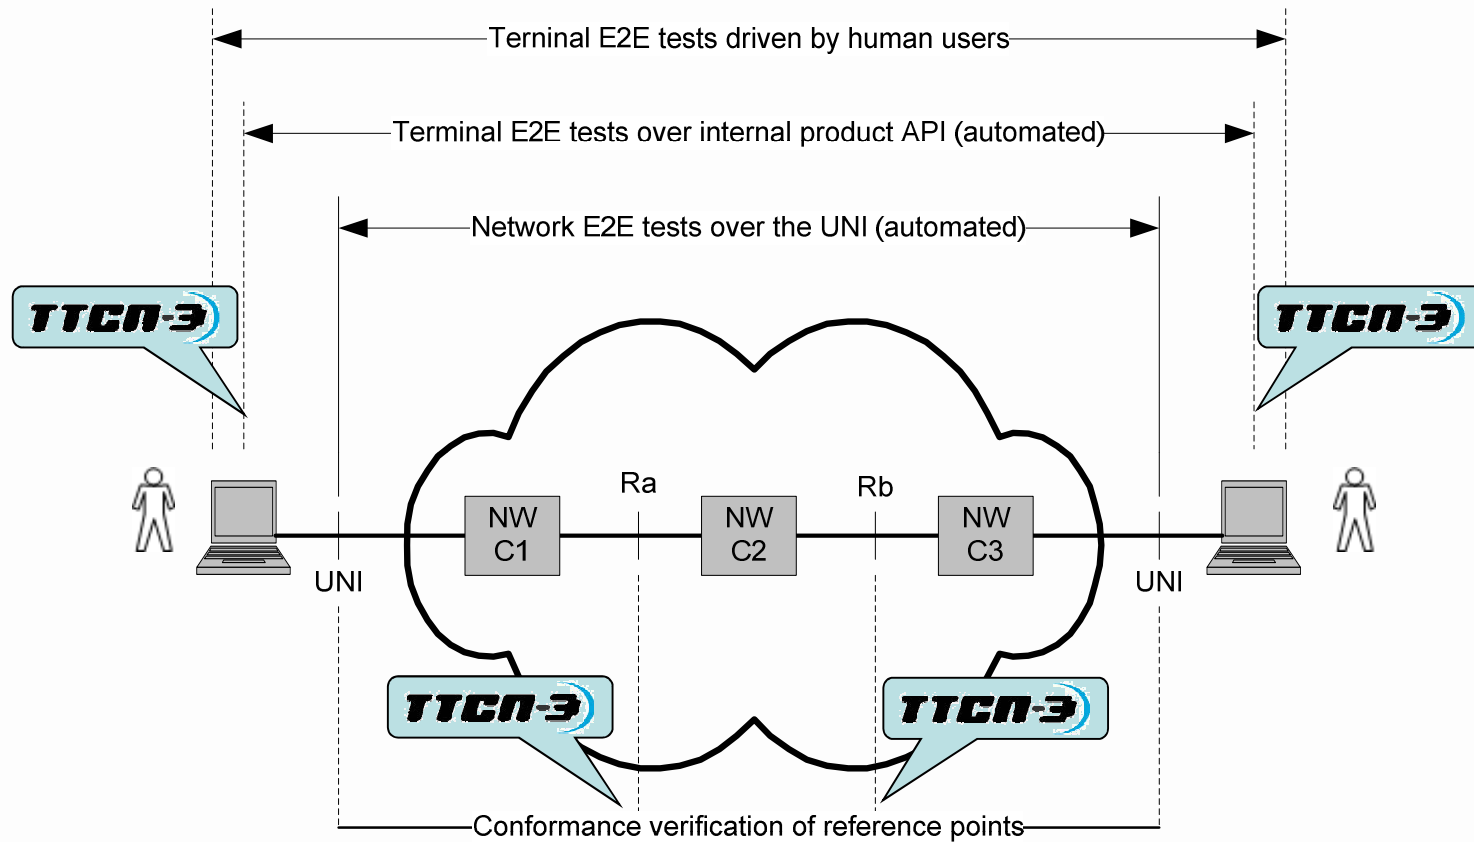 Terninal E2E tests driven by human users
Terminal E2E tests over internal product API (automated)
Network E2E tests over the UNI (automated)
TTCN-3
TTCN-3
Ra
Rb
NW
C1
NW
C2
NW
C3
UNI
UNI
TTCN-3
TTCN-3
Conformance verification of reference points